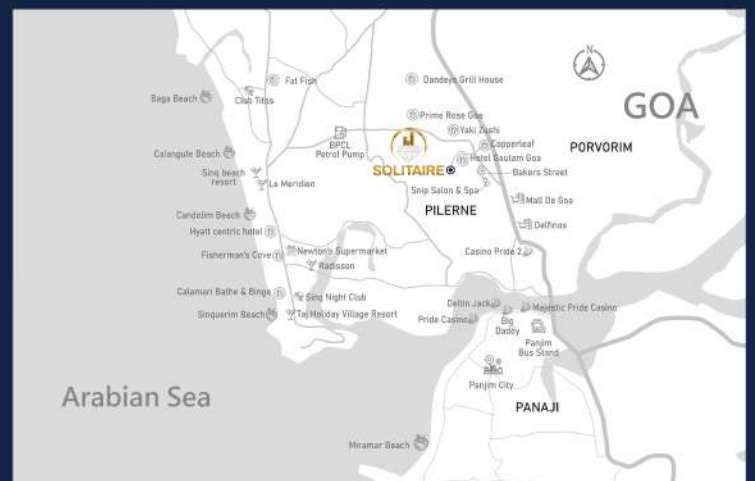 N
GOA
PORVORIM
Fat Fish
Dandeys Grill House
Baga Beach
Club Titos
Prime Rose Goa
Yaki Zushi
BPCL
Petrol Pump
Copperleaf
Calangute Beach
Hotel Gautam Goa
SOLITAIRE
Bakers Street
Sinq beach
resort
Le Meridien
Snip Salon & Spa
Mall De Goa
PILERNE
Candolim Beach
Delfinos
Hyatt centric hotel
Newton's Supermarket
Casino Pride 2
Fisherman's Cove
Radisson
Calamari Bathe & Binge
Sinq Night Club
Deltin Jack
Majestic Pride Casino
Sinquerim Beach
Taj Holiday Village Resort
Pride Casino
Big
Daddy
Panjim
Bus Stand
Panjim City
Arabian Sea
PANAJI
Miramar Beach